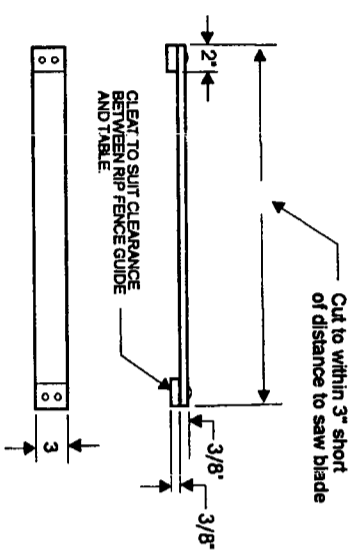 Cut to within 3" short
of distance to saw blade
2"
3/8"
3/8"
CLEAT TO SUIT CLEARANCE
BETWEEN RIP FENCE GUIDE
AND TABLE.
3